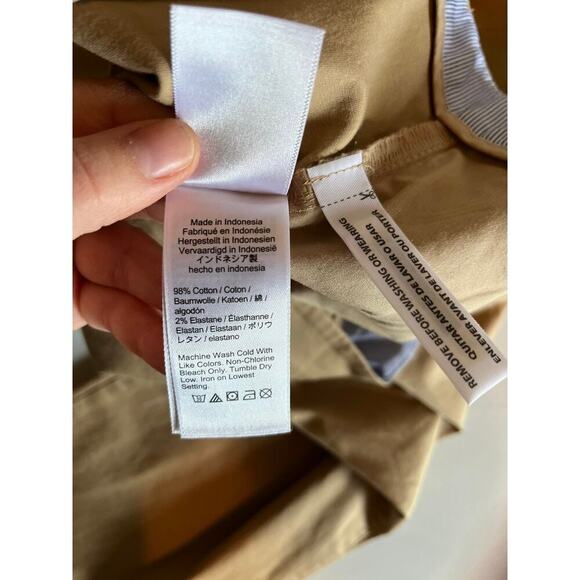 Made in Indonesia
Fabriqué en Indonésie
Hergestellt in Indonesien
Vervaardigd in Indonesië
インドネシア製
hecho en indonesia
98% Cotton / Coton /
Baumwolle / Katoen / 綿 /
algodón
2% Elastane / Élasthanne /
Elastan / Elastaan / ポリウ
レタン / elastano
Machine Wash Cold With
Like Colors. Non-Chlorine
Bleach Only. Tumble Dry
Low. Iron on Lowest
Setting.
REMOVE BEFORE WASHING OR WEARING
QUITAR ANTES DE LAVAR O USAR
ENLEVER AVANT DE LAVER OU PORTER